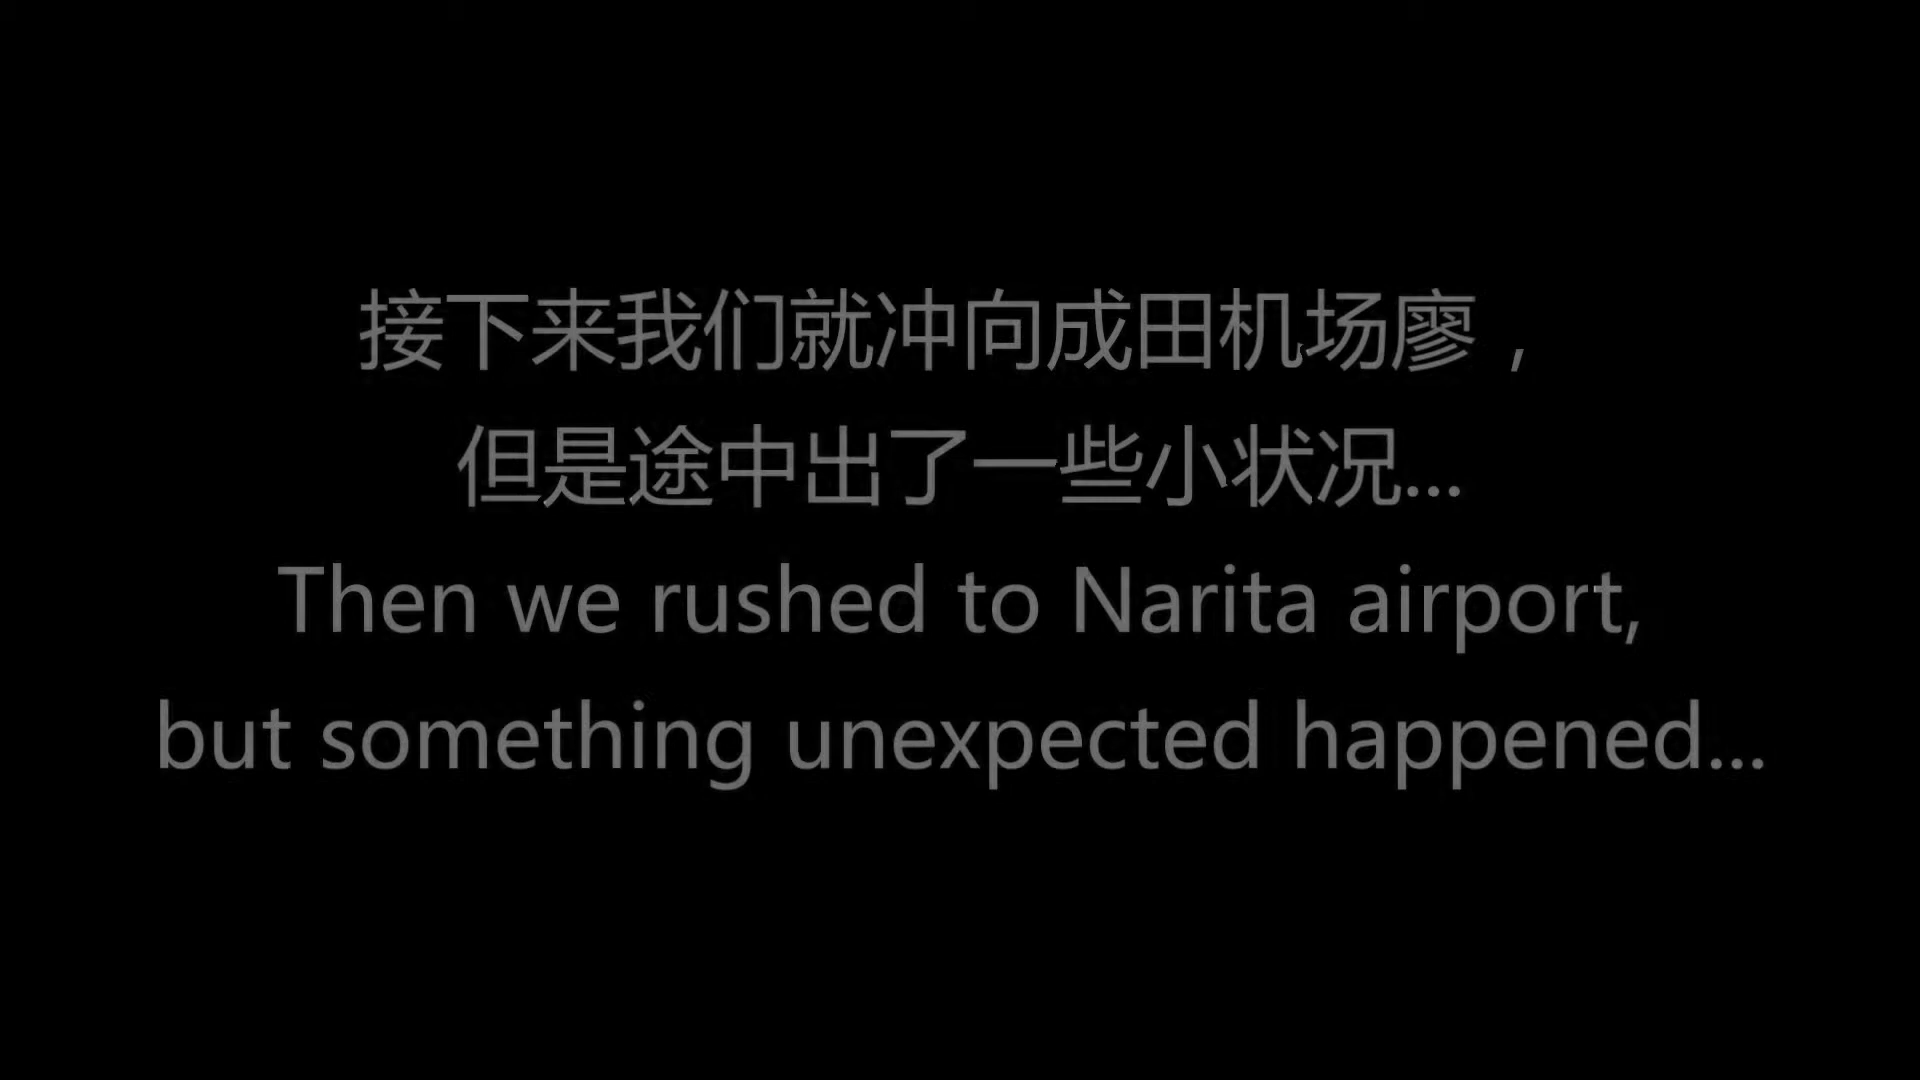 接下来我们就冲向成田机场廖，
但是途中出了一些小状况...
Then we rushed to Narita airport,
but something unexpected happened...